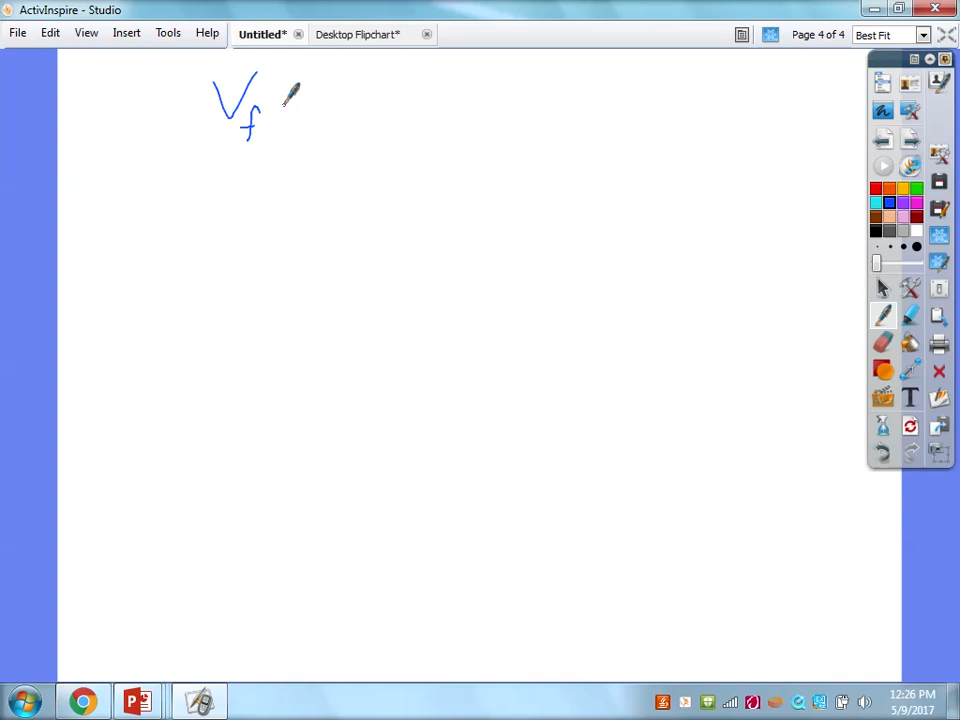 ActivInspire - Studio
File Edit View Insert Tools Help Untitled* Desktop Flipchart* Page 4 of 4 Best Fit
Vf
T
12:26 PM
5/9/2017